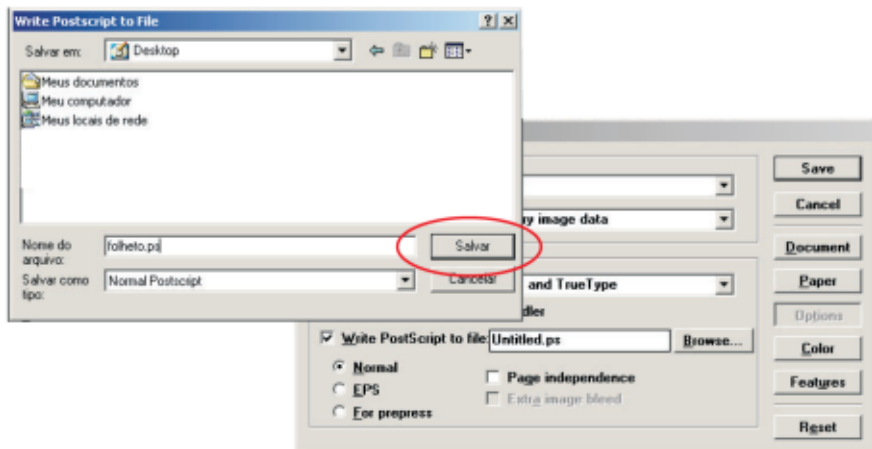 Write Postscript to File
Salvar em: Desktop
Meus documentos
Meu computador
Meus locais de rede
Nome do arquivo: folheto.ps Salvar
Salvar como tipo: Normal Postscript Cancelar
Save
Cancel
ry image data
Document
and TrueType
Paper
dler
Options
Write PostScript to file: Untitled.ps Browse...
Color
Normal
Page independence
Features
EPS
Extra image bleed
For prepress
Reset